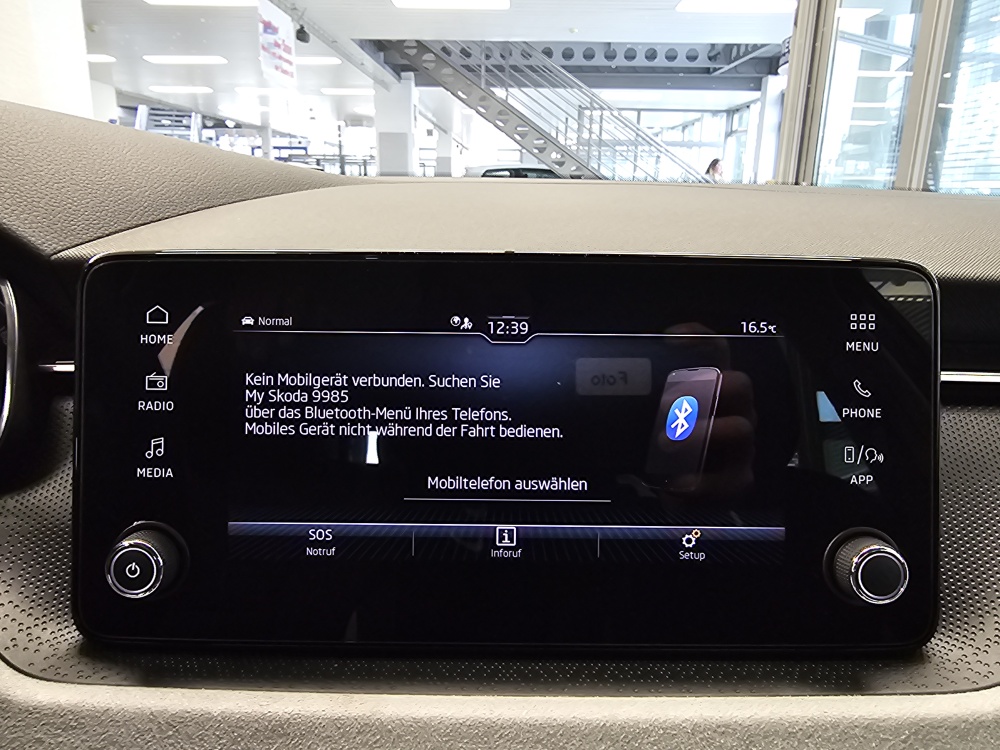 Normal
12:39
16.5°C
HOME
RADIO
MEDIA
Kein Mobilgerät verbunden. Suchen Sie
My Skoda 9985
über das Bluetooth-Menü Ihres Telefons.
Mobiles Gerät nicht während der Fahrt bedienen.
Foto
Mobiltelefon auswählen
SOS
Notruf
i
Inforuf
Setup
MENU
PHONE
APP